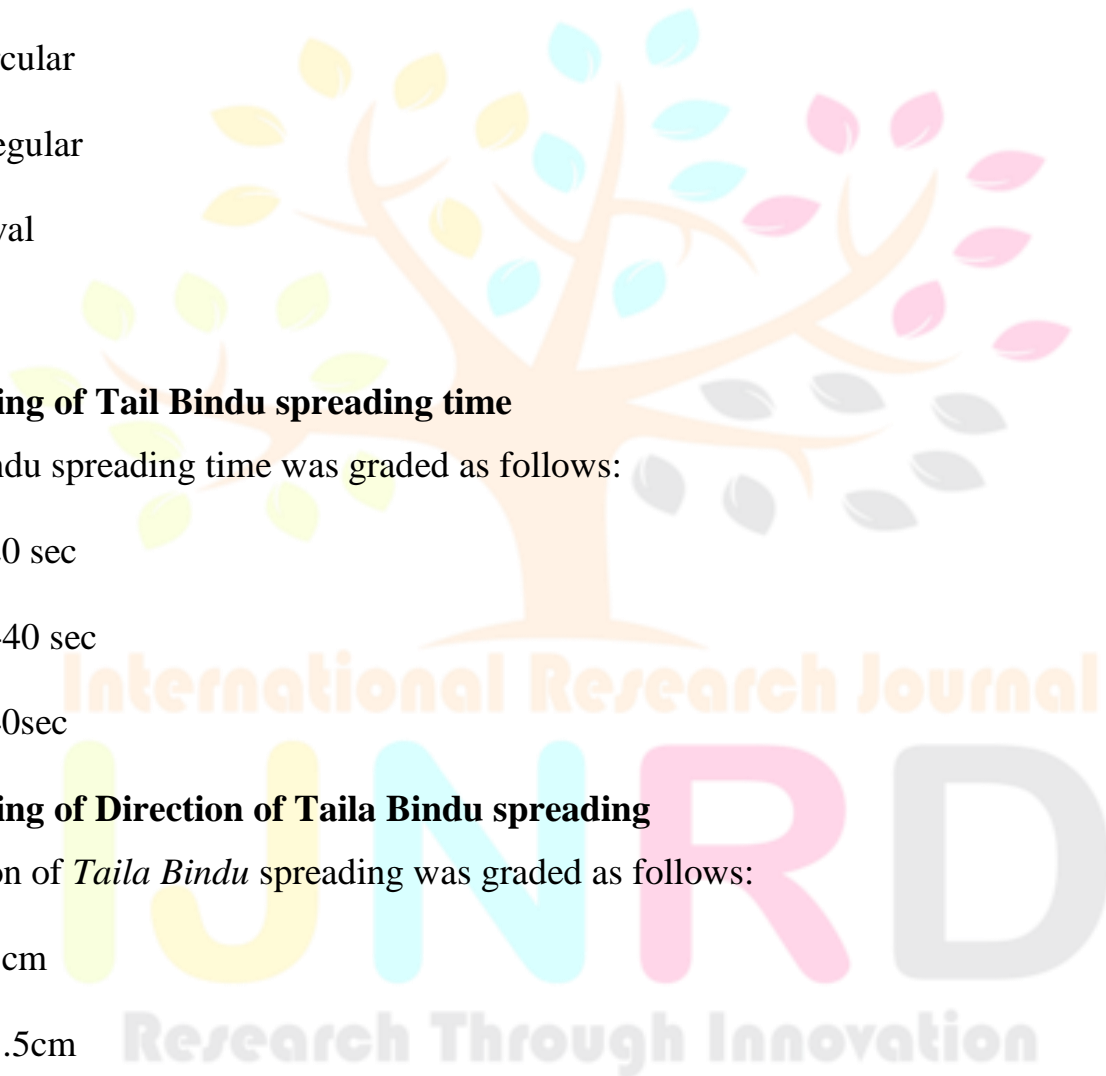 rcular
egular
val
ing of Tail Bindu spreading time
ndu spreading time was graded as follows:
0 sec
40 sec
International Research Journal
0sec
ing of Direction of Taila Bindu spreading
on of Taila Bindu spreading was graded as follows:
IJNRD
cm
.5cm
Research Through Innovation